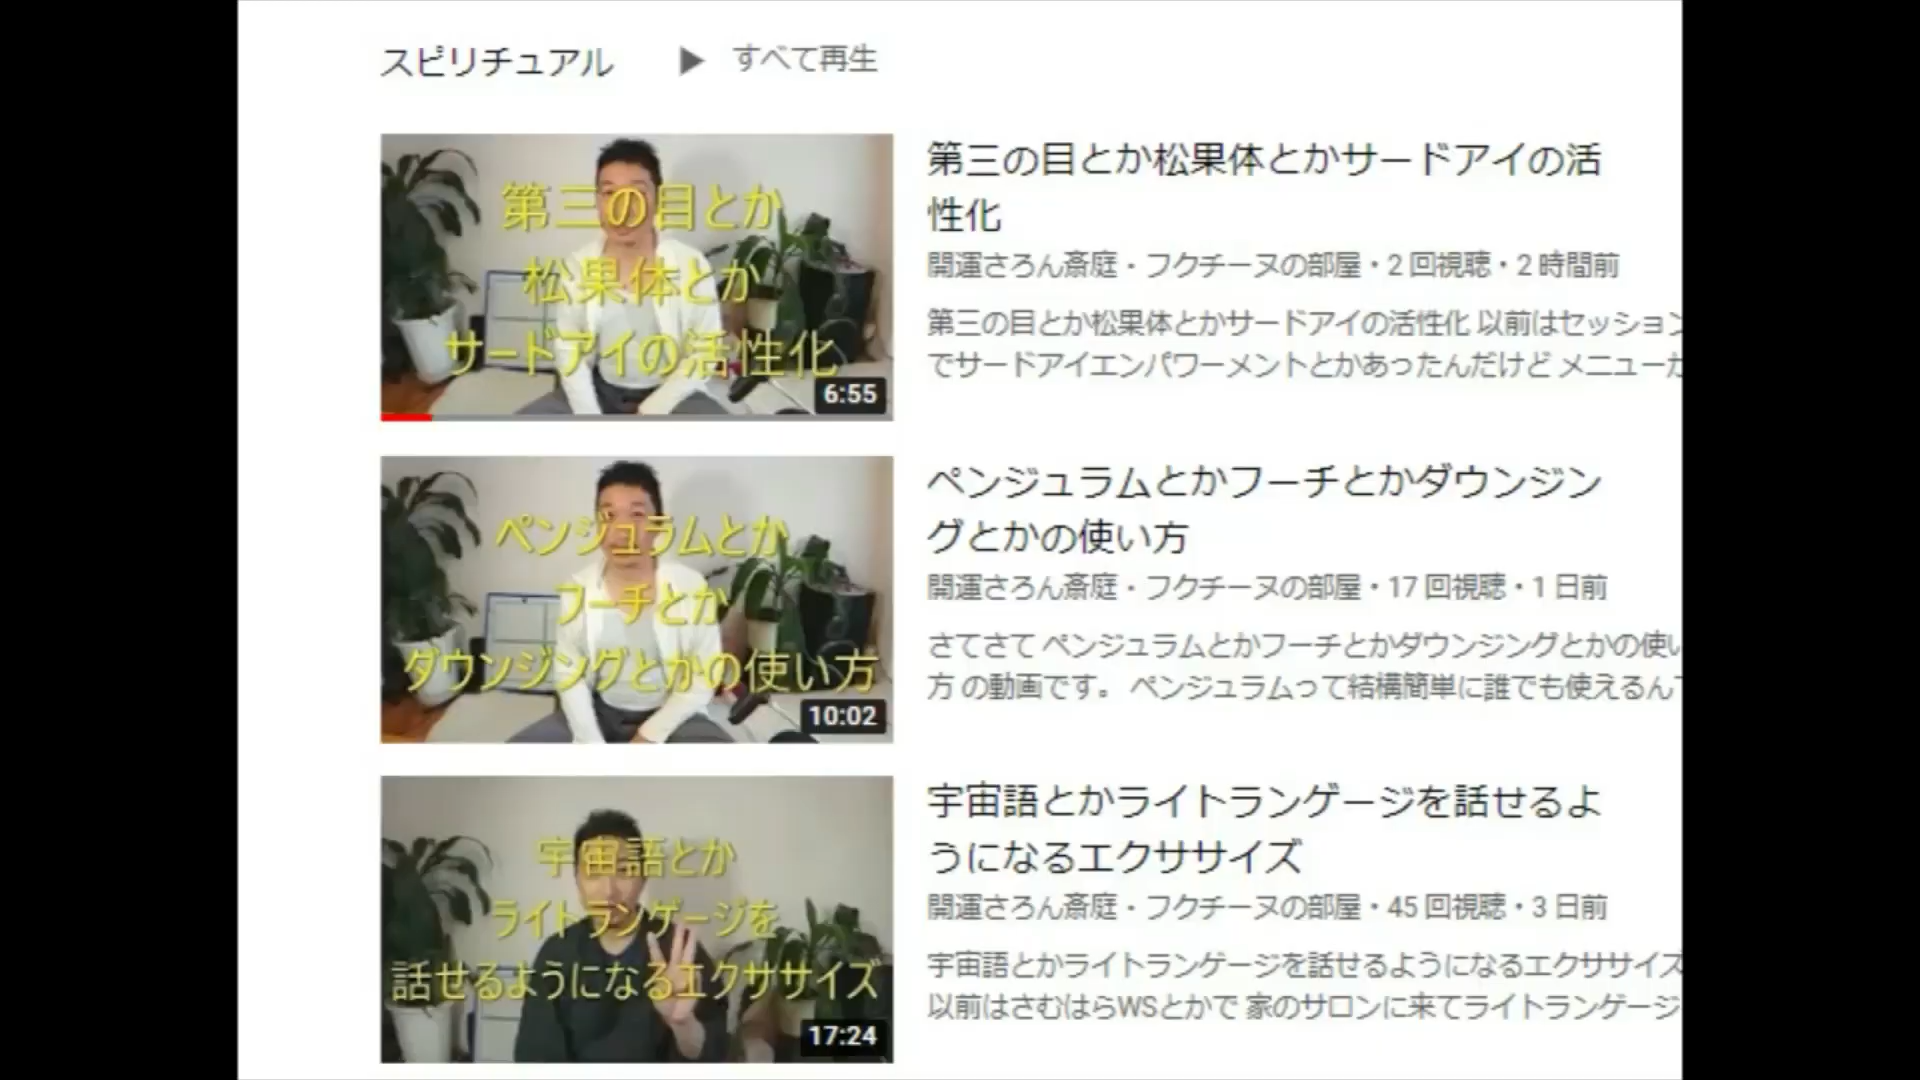 スピリチュアル ▶ すべて再生
第三の目とか
松果体とか
サードアイの活性化
6:55
第三の目とか松果体とかサードアイの活
性化
開運さろん斎庭・フクチーヌの部屋・2 回視聴・2 時間前
第三の目とか松果体とかサードアイの活性化 以前はセッション
でサードアイエンパワーメントとかあったんだけど メニューか
ペンジュラムとか
フーチとか
ダウンジングとかの使い方
10:02
ペンジュラムとかフーチとかダウンジン
グとかの使い方
開運さろん斎庭・フクチーヌの部屋・17 回視聴・1 日前
さてさて ペンジュラムとかフーチとかダウンジングとかの使い
方 の動画です。 ペンジュラムって結構簡単に誰でも使えるんで
宇宙語とか
ライトランゲージを
話せるようになるエクササイズ
17:24
宇宙語とかライトランゲージを話せるよ
うになるエクササイズ
開運さろん斎庭・フクチーヌの部屋・45 回視聴・3 日前
宇宙語とかライトランゲージを話せるようになるエクササイズ
以前はさむはらWSとかで 家のサロンに来てライトランゲージ